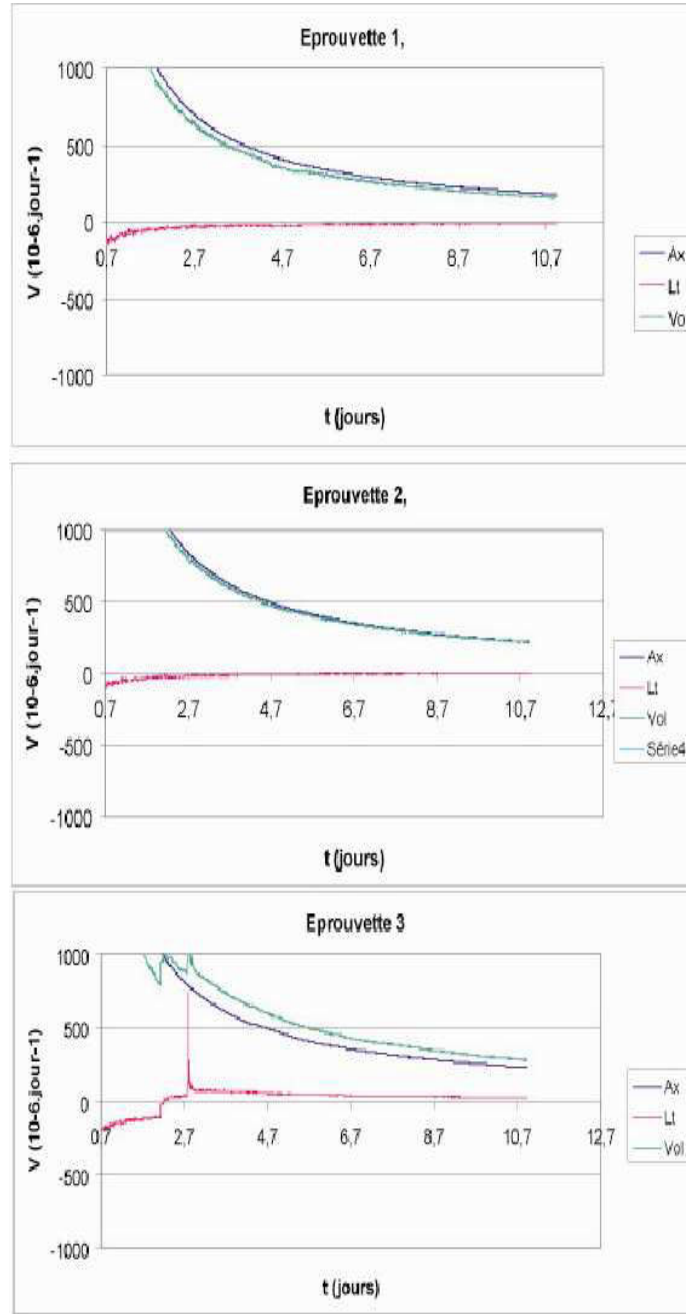 Eprouvette 1,
1000
500
0
-500
-1000
0,7 2,7 4,7 6,7 8,7 10,7
V (10-6.jour-1)
t (jours)
Ax
Lt
Vo
Eprouvette 2,
1000
500
0
-500
-1000
0,7 2,7 4,7 6,7 8,7 10,7 12,7
V (10-6.jour-1)
t (jours)
Ax
Lt
Vol
Série4
Eprouvette 3
1000
500
0
-500
-1000
0,7 2,7 4,7 6,7 8,7 10,7 12,7
V (10-6.jour-1)
t (jours)
Ax
Lt
Vol